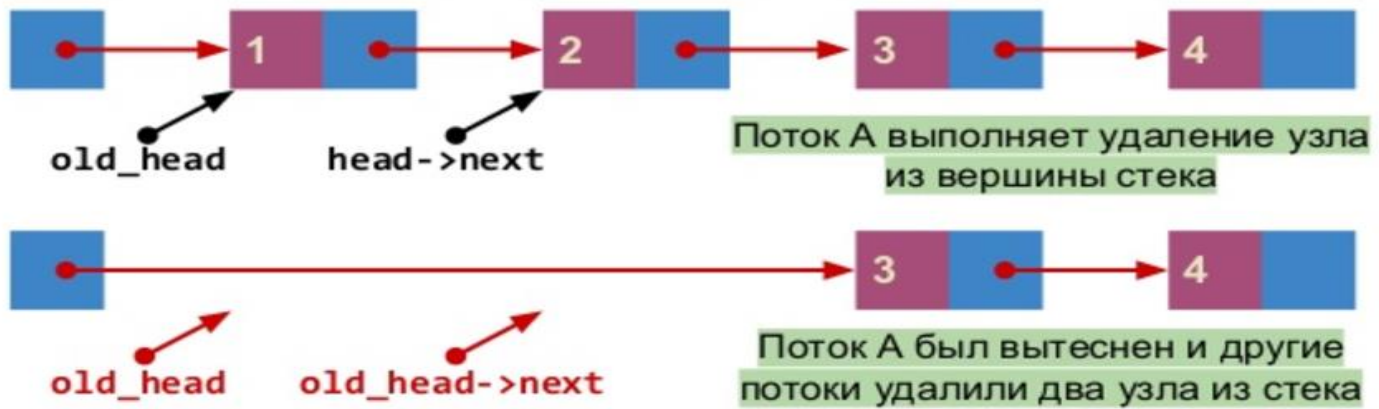 1 2 3 4
old_head head->next
Поток А выполняет удаление узла
из вершины стека
3 4
old_head old_head->next
Поток А был вытеснен и другие
потоки удалили два узла из стека